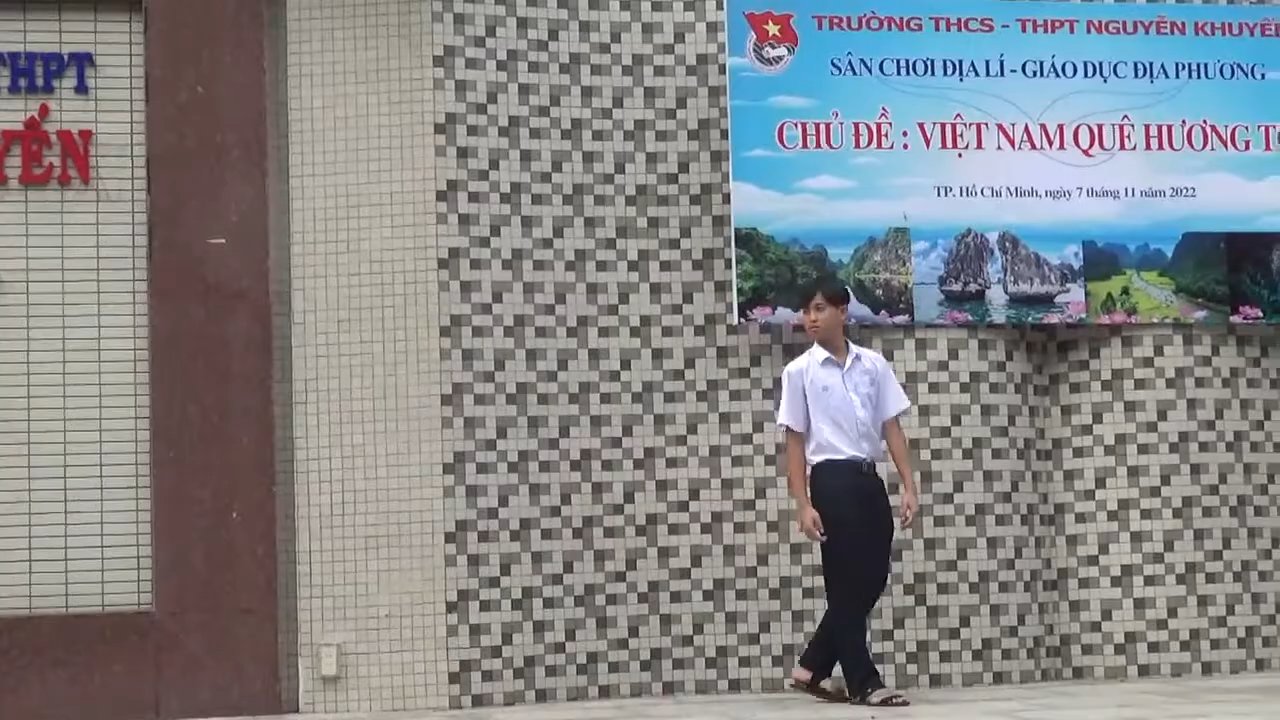 THPT
YẾN
TRƯỜNG THCS - THPT NGUYỄN KHUYẾ
SÂN CHƠI ĐỊA LÍ - GIÁO DỤC ĐỊA PHƯƠNG
CHỦ ĐỀ : VIỆT NAM QUÊ HƯƠNG T
TP. Hồ Chí Minh, ngày 7 tháng 11 năm 2022